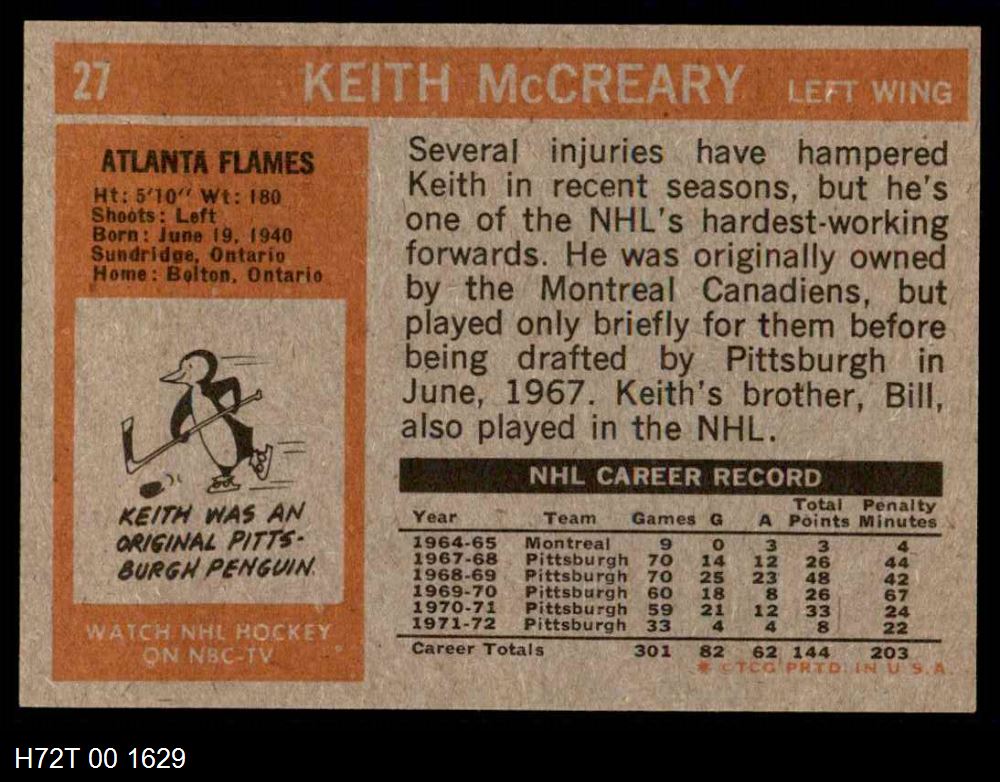 27 KEITH McCREARY LEFT WING
ATLANTA FLAMES
Ht: 5'10" Wt: 180
Shoots: Left
Born: June 19, 1940
Sundridge, Ontario
Home: Bolton, Ontario
KEITH WAS AN
ORIGINAL PITTS-
BURGH PENGUIN.
WATCH NHL HOCKEY
ON NBC-TV
Several injuries have hampered
Keith in recent seasons, but he's
one of the NHL's hardest-working
forwards. He was originally owned
by the Montreal Canadiens, but
played only briefly for them before
being drafted by Pittsburgh in
June, 1967. Keith's brother, Bill,
also played in the NHL.
NHL CAREER RECORD
Year Team Games G A Total Points Penalty Minutes
1964-65 Montreal 9 0 3 3 4
1967-68 Pittsburgh 70 14 12 26 44
1968-69 Pittsburgh 70 25 23 48 42
1969-70 Pittsburgh 60 18 8 26 67
1970-71 Pittsburgh 59 21 12 33 24
1971-72 Pittsburgh 33 4 4 8 22
Career Totals 301 82 62 144 203
* © TCG PRTD. IN U.S.A.
H72T 00 1629